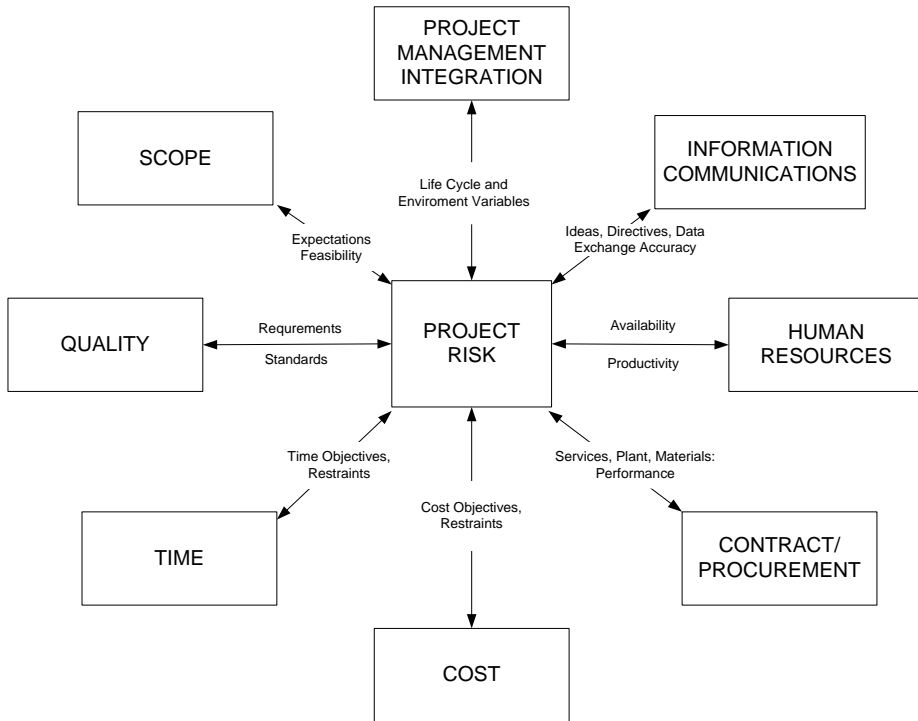 PROJECT
MANAGEMENT
INTEGRATION
SCOPE
INFORMATION
COMMUNICATIONS
Life Cycle and
Enviroment Variables
Expectations
Feasibility
Ideas, Directives, Data
Exchange Accuracy
QUALITY
Requrements
Standards
PROJECT
RISK
Availability
Productivity
HUMAN
RESOURCES
Time Objectives,
Restraints
Cost Objectives,
Restraints
Services, Plant, Materials:
Performance
TIME
CONTRACT/
PROCUREMENT
COST